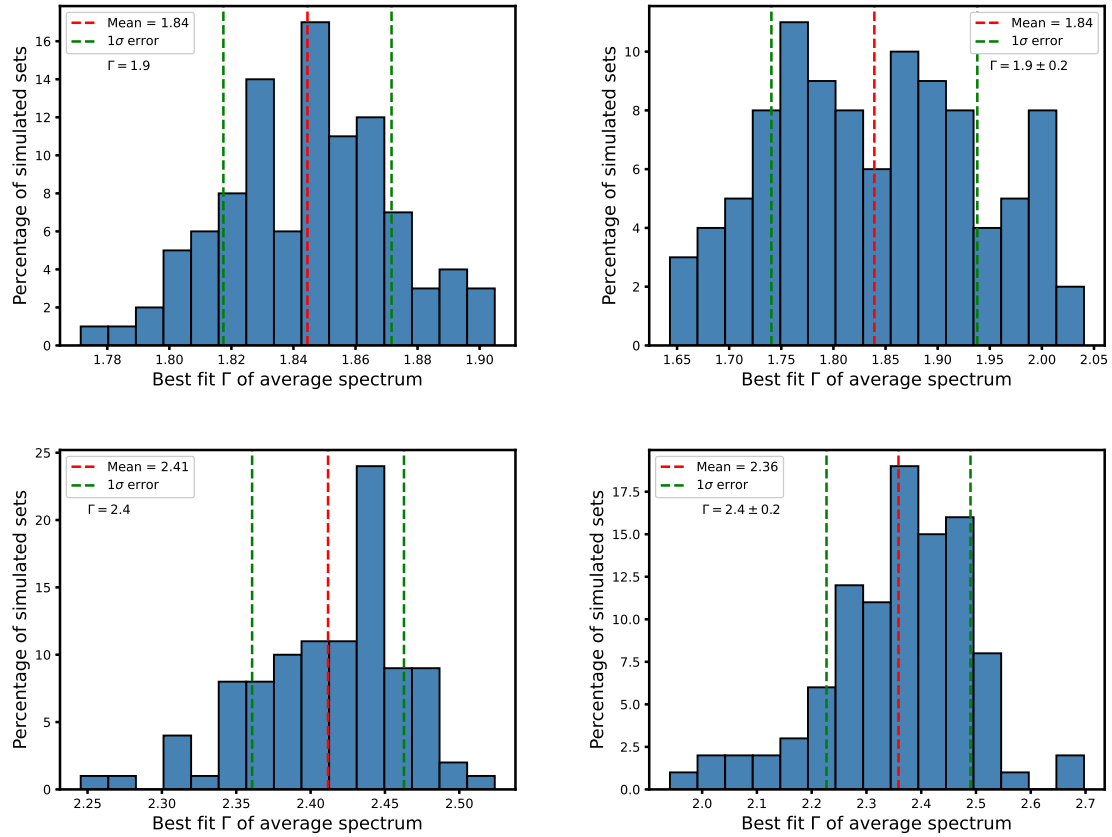 Mean = 1.84
1σ error
Γ = 1.9
Percentage of simulated sets
16
14
12
10
8
6
4
2
0
1.78 1.80 1.82 1.84 1.86 1.88 1.90
Best fit Γ of average spectrum
Mean = 1.84
1σ error
Γ = 1.9 ± 0.2
Percentage of simulated sets
10
8
6
4
2
0
1.65 1.70 1.75 1.80 1.85 1.90 1.95 2.00 2.05
Best fit Γ of average spectrum
Mean = 2.41
1σ error
Γ = 2.4
Percentage of simulated sets
25
20
15
10
5
0
2.25 2.30 2.35 2.40 2.45 2.50
Best fit Γ of average spectrum
Mean = 2.36
1σ error
Γ = 2.4 ± 0.2
Percentage of simulated sets
17.5
15.0
12.5
10.0
7.5
5.0
2.5
0.0
2.0 2.1 2.2 2.3 2.4 2.5 2.6 2.7
Best fit Γ of average spectrum